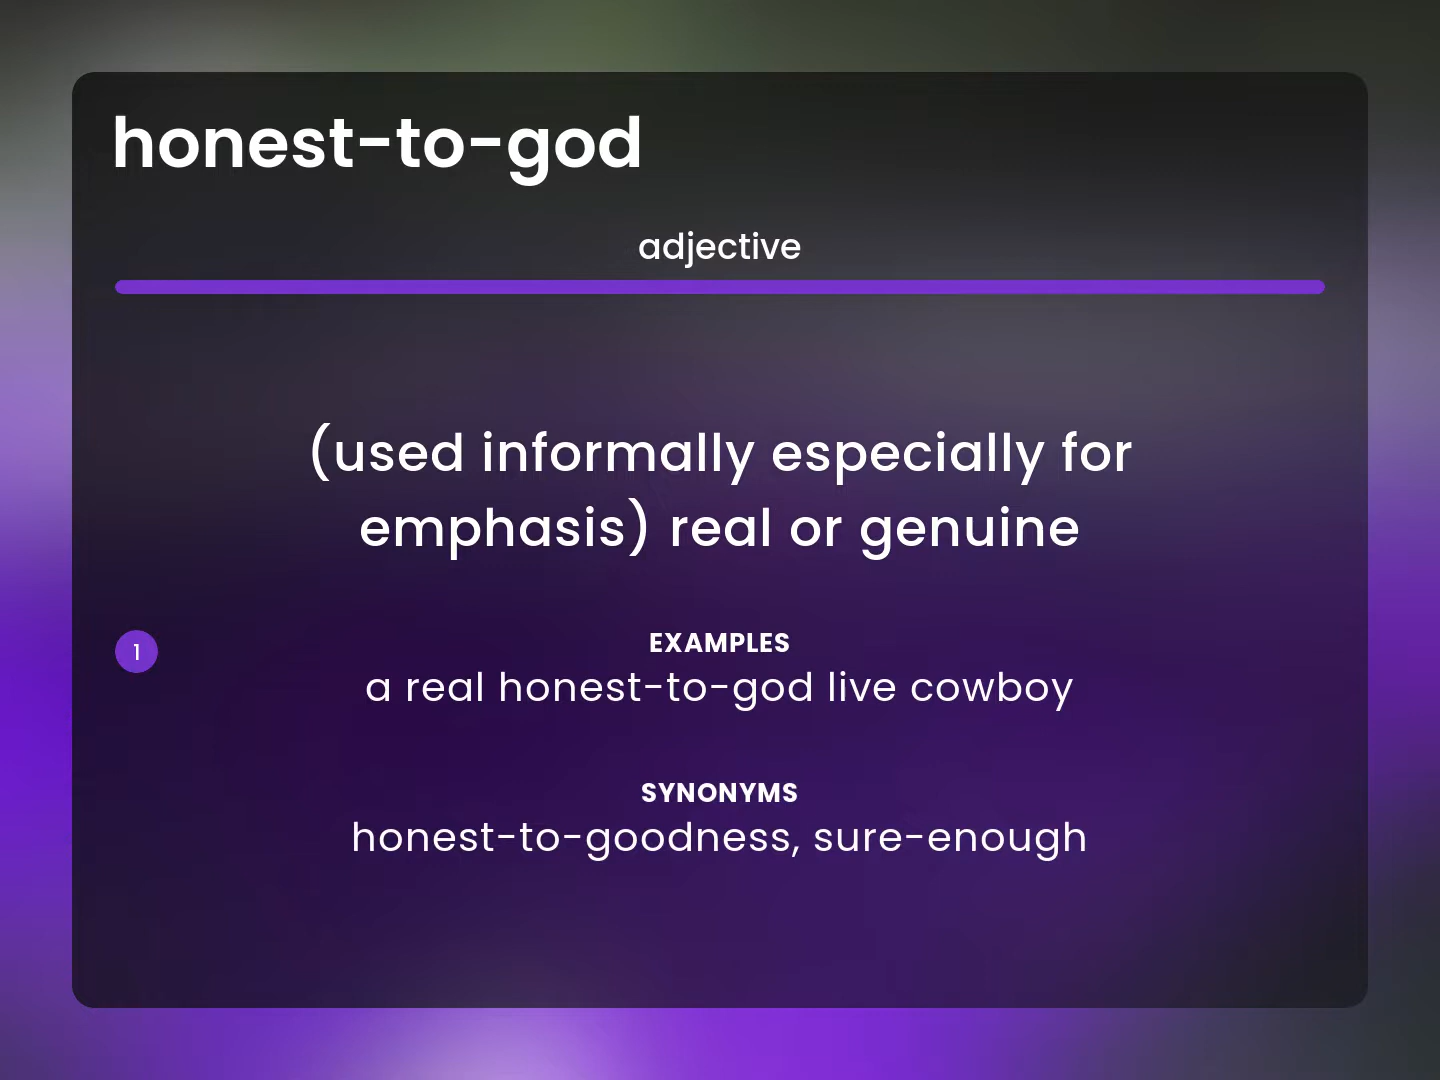 honest-to-god
adjective
(used informally especially for
emphasis) real or genuine
1
EXAMPLES
a real honest-to-god live cowboy
SYNONYMS
honest-to-goodness, sure-enough